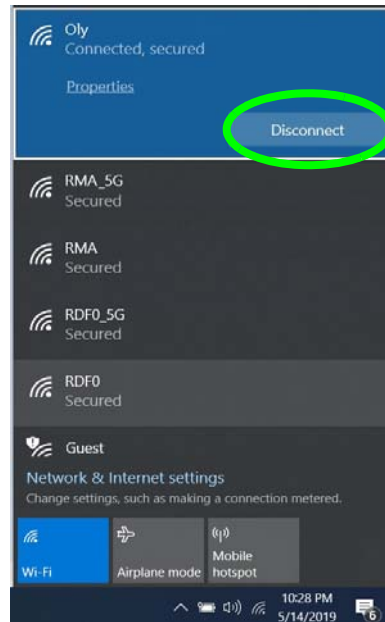 Oly
Connected, secured
Properties
Disconnect
RMA_5G
Secured
RMA
Secured
RDF0_5G
Secured
RDF0
Secured
Guest
Network & Internet settings
Change settings, such as making a connection metered.
Wi-Fi
Airplane mode
Mobile
hotspot
10:28 PM
5/14/2019
6